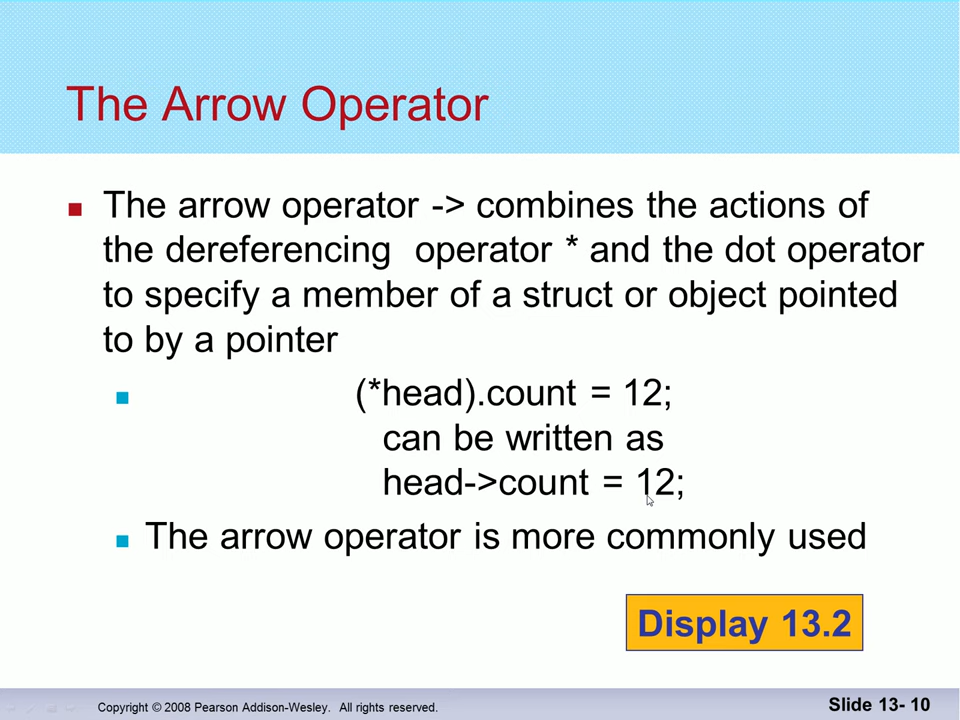 The Arrow Operator
The arrow operator -> combines the actions of
the dereferencing  operator * and the dot operator
to specify a member of a struct or object pointed
to by a pointer
(*head).count = 12;
can be written as
head->count = 12;
The arrow operator is more commonly used
Display 13.2
Copyright © 2008 Pearson Addison-Wesley.  All rights reserved.
Slide 13- 10